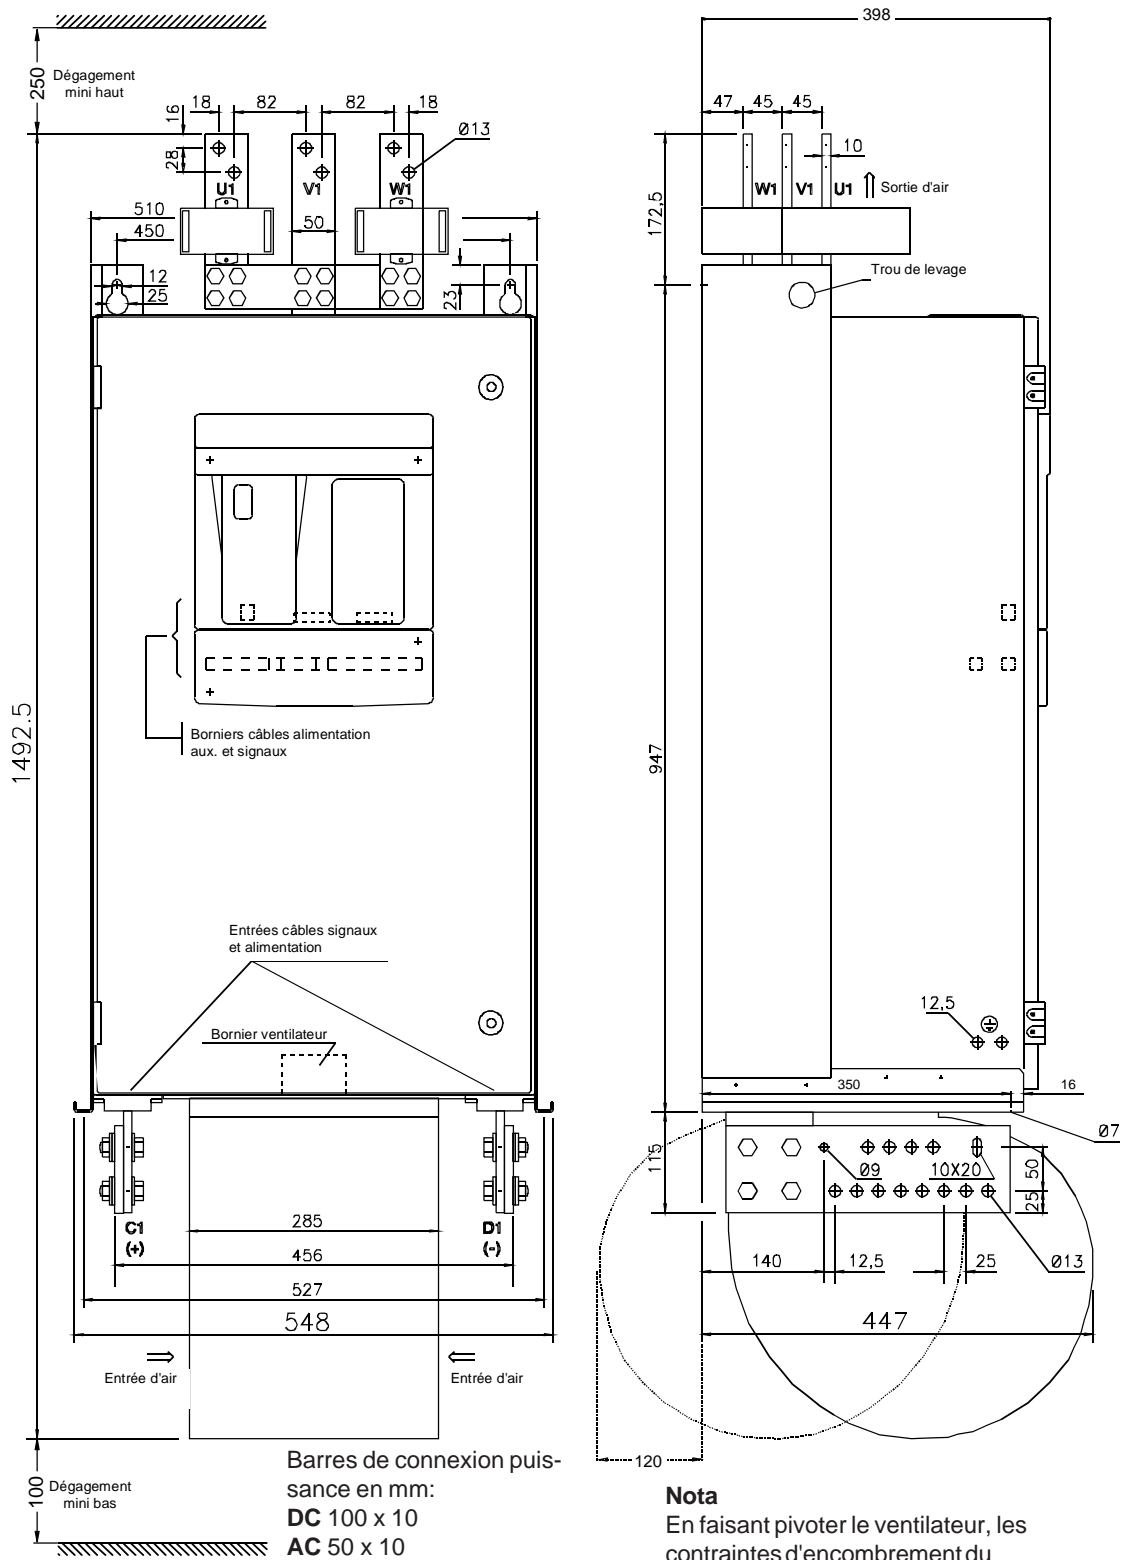 398
250
Dégagement
mini haut
16
18
82
82
18
28
Ø13
U1
V1
W1
510
450
50
12
25
23
47
45
45
10
W1
V1
U1
Sortie d'air
172,5
Trou de levage
1492.5
947
Borniers câbles alimentation
aux. et signaux
Entrées câbles signaux
et alimentation
Bornier ventilateur
12,5
350
16
Ø7
115
Ø9
10X20
50
25
C1
(+)
D1
(-)
285
456
527
548
140
12,5
25
Ø13
447
Entrée d'air
Entrée d'air
120
100
Dégagement
mini bas
Barres de connexion puis-
sance en mm:
DC 100 x 10
AC 50 x 10
Nota
En faisant pivoter le ventilateur, les
contraintes d'encombrement du